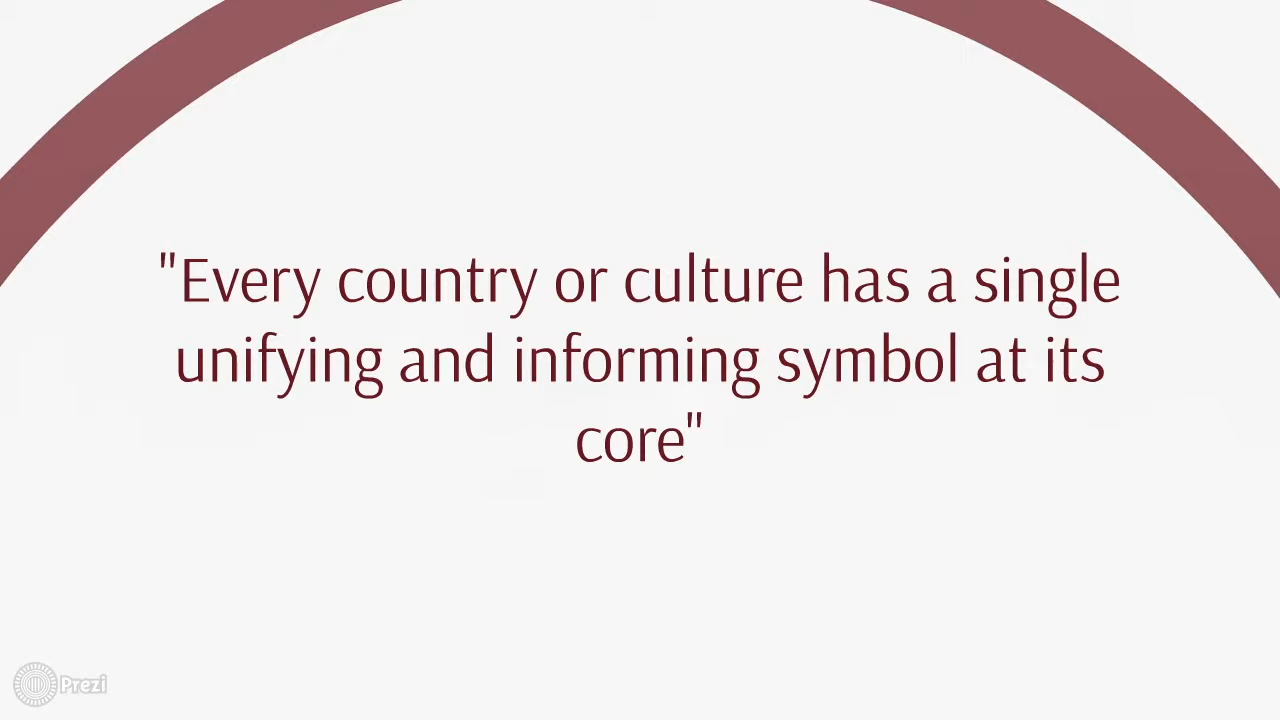 "Every country or culture has a single
unifying and informing symbol at its
core"
Prezi